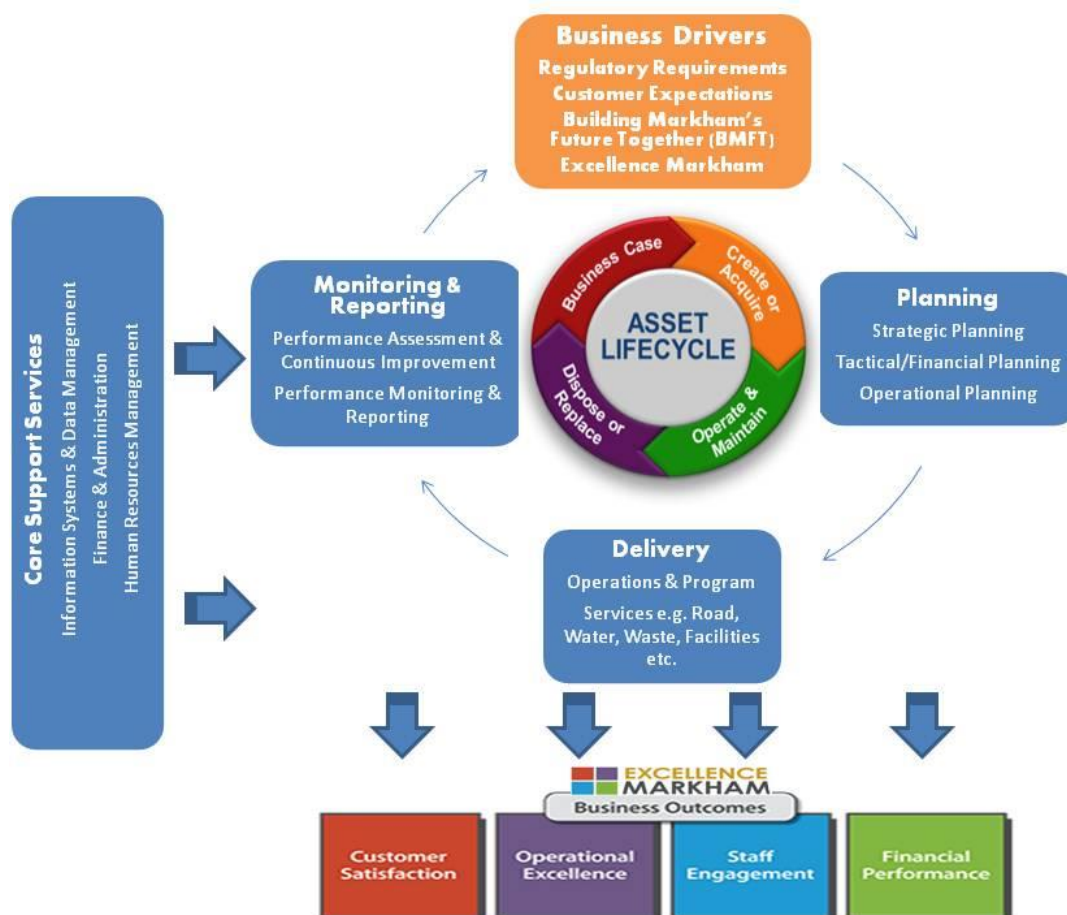 Business Drivers
Regulatory Requirements
Customer Expectations
Building Markham's
Future Together (BMFT)
Excellence Markham
Core Support Services
Information Systems & Data Management
Finance & Administration
Human Resources Management
Monitoring &
Reporting
Performance Assessment &
Continuous Improvement
Performance Monitoring &
Reporting
Business Case
Create or
Acquire
ASSET
LIFECYCLE
Dispose or
Replace
Operate &
Maintain
Planning
Strategic Planning
Tactical/Financial Planning
Operational Planning
Delivery
Operations & Program
Services e.g. Road,
Water, Waste, Facilities
etc.
EXCELLENCE
MARKHAM
Business Outcomes
Customer
Satisfaction
Operational
Excellence
Staff
Engagement
Financial
Performance